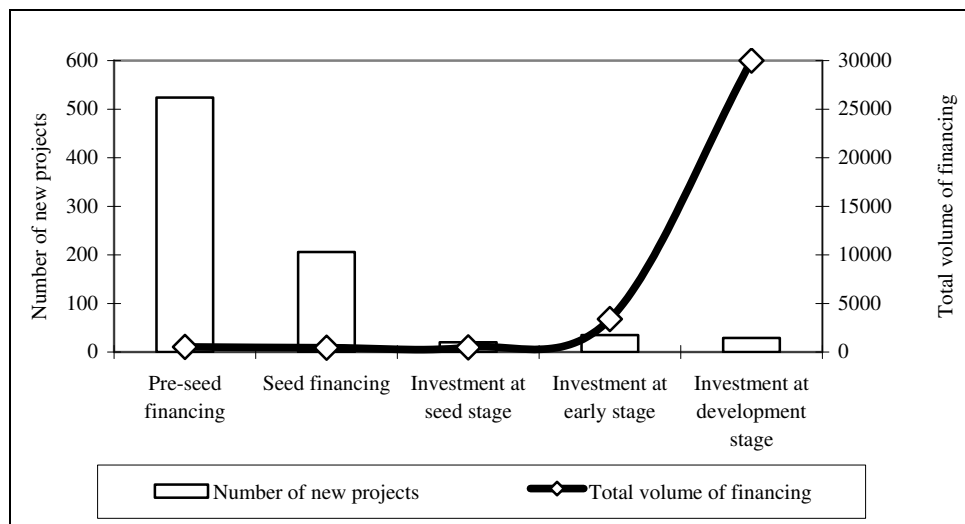 Number of new projects
600
500
400
300
200
100
0
30000
25000
20000
15000
10000
5000
0
Total volume of financing
Pre-seed
financing
Seed financing
Investment at
seed stage
Investment at
early stage
Investment at
development
stage
Number of new projects
Total volume of financing